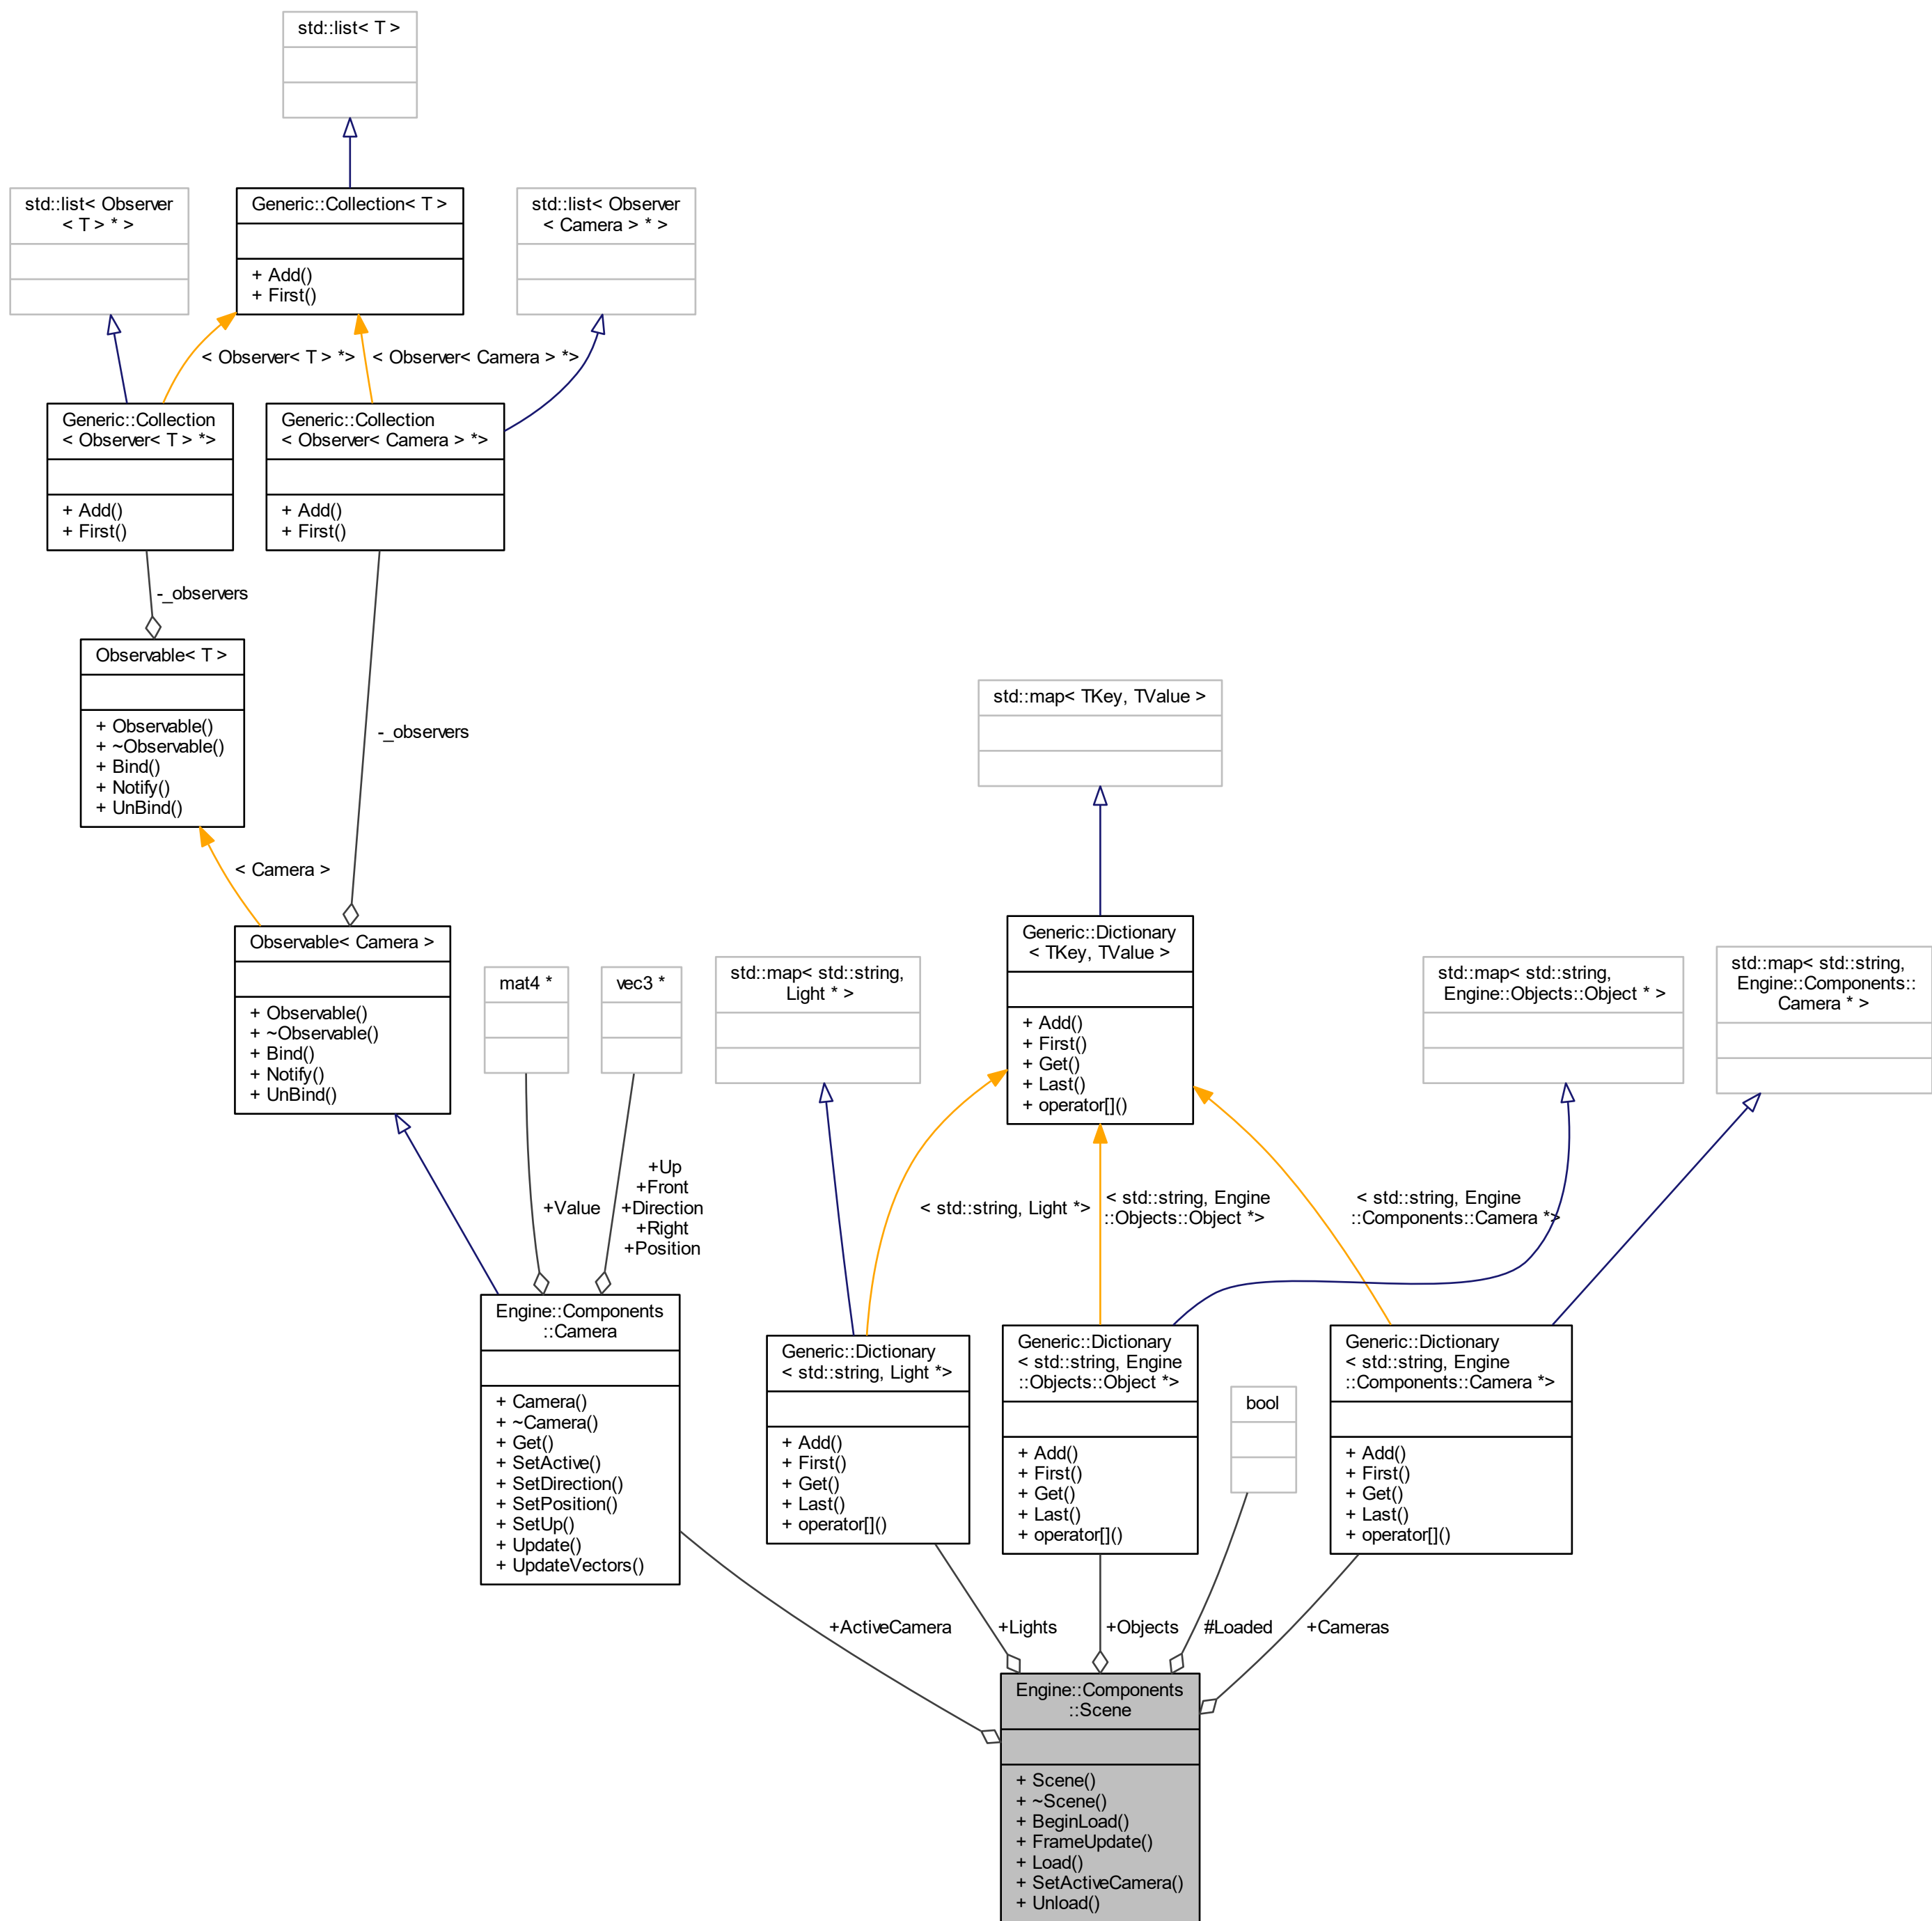 std::list< T >
std::list< Observer
< T > * >
Generic::Collection< T >
+ Add()
+ First()
std::list< Observer
< Camera > * >
< Observer< T > *>
< Observer< Camera > *>
Generic::Collection
< Observer< T > *>
+ Add()
+ First()
Generic::Collection
< Observer< Camera > *>
+ Add()
+ First()
-_observers
Observable< T >
+ Observable()
+ ~Observable()
+ Bind()
+ Notify()
+ UnBind()
-_observers
std::map< TKey, TValue >
< Camera >
Observable< Camera >
+ Observable()
+ ~Observable()
+ Bind()
+ Notify()
+ UnBind()
mat4 *
vec3 *
std::map< std::string,
Light * >
Generic::Dictionary
< TKey, TValue >
+ Add()
+ First()
+ Get()
+ Last()
+ operator[]()
std::map< std::string,
Engine::Objects::Object * >
std::map< std::string,
Engine::Components::
Camera * >
+Value
+Up
+Front
+Direction
+Right
+Position
< std::string, Light *>
< std::string, Engine
::Objects::Object *>
< std::string, Engine
::Components::Camera *>
Engine::Components
::Camera
+ Camera()
+ ~Camera()
+ Get()
+ SetActive()
+ SetDirection()
+ SetPosition()
+ SetUp()
+ Update()
+ UpdateVectors()
Generic::Dictionary
< std::string, Light *>
+ Add()
+ First()
+ Get()
+ Last()
+ operator[]()
Generic::Dictionary
< std::string, Engine
::Objects::Object *>
+ Add()
+ First()
+ Get()
+ Last()
+ operator[]()
bool
Generic::Dictionary
< std::string, Engine
::Components::Camera *>
+ Add()
+ First()
+ Get()
+ Last()
+ operator[]()
+ActiveCamera
+Lights
+Objects
#Loaded
+Cameras
Engine::Components
::Scene
+ Scene()
+ ~Scene()
+ BeginLoad()
+ FrameUpdate()
+ Load()
+ SetActiveCamera()
+ Unload()